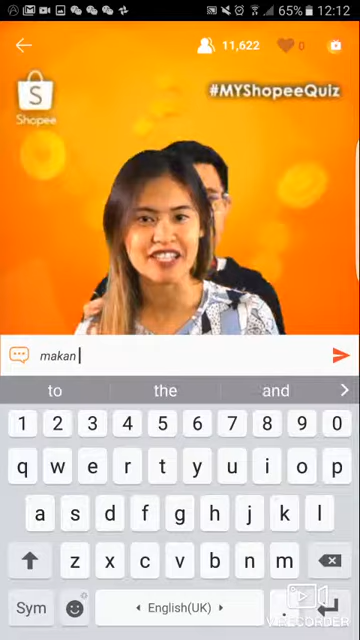 65% 12:12
11,622
0
#MYShopeeQuiz
S
Shopee
makan
to the and
1 2 3 4 5 6 7 8 9 0
q w e r t y u i o p
a s d f g h j k l
z x c v b n m
Sym English(UK) .
V RECORDER